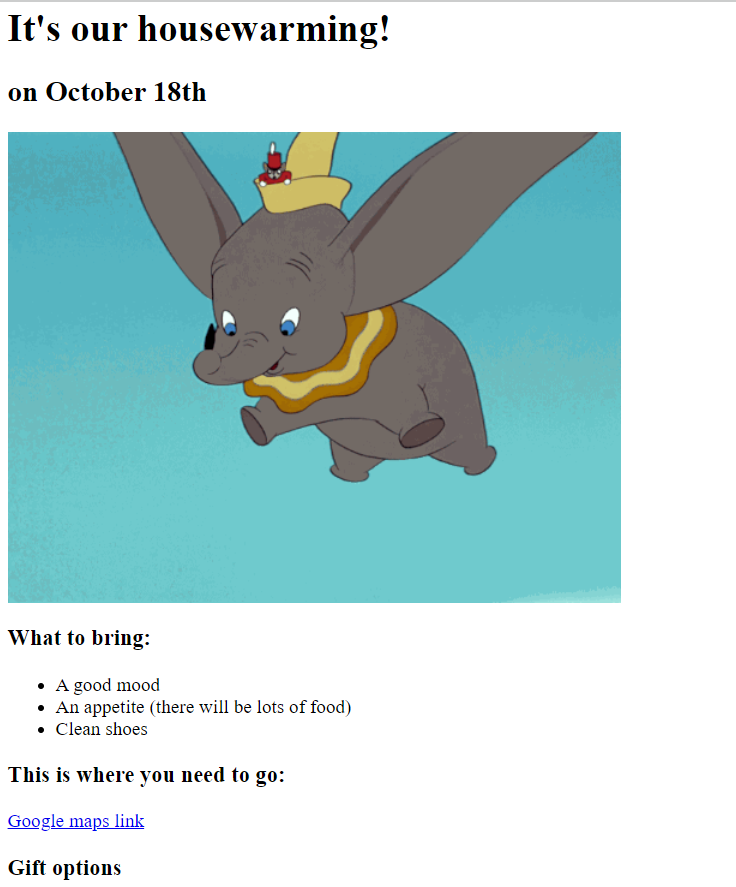 It's our housewarming!
on October 18th
What to bring:
A good mood
An appetite (there will be lots of food)
Clean shoes
This is where you need to go:
Google maps link
Gift options